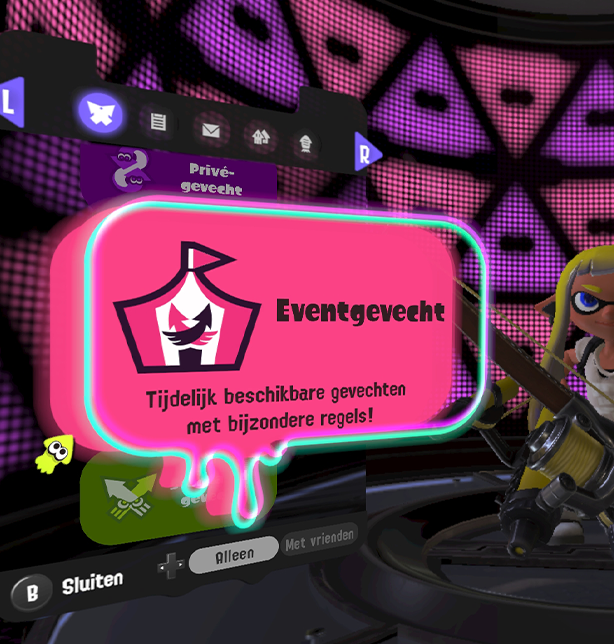 L
R
Privé-
gevecht
Eventgevecht
Tijdelijk beschikbare gevechten
met bijzondere regels!
Alleen
Met vrienden
B
Sluiten